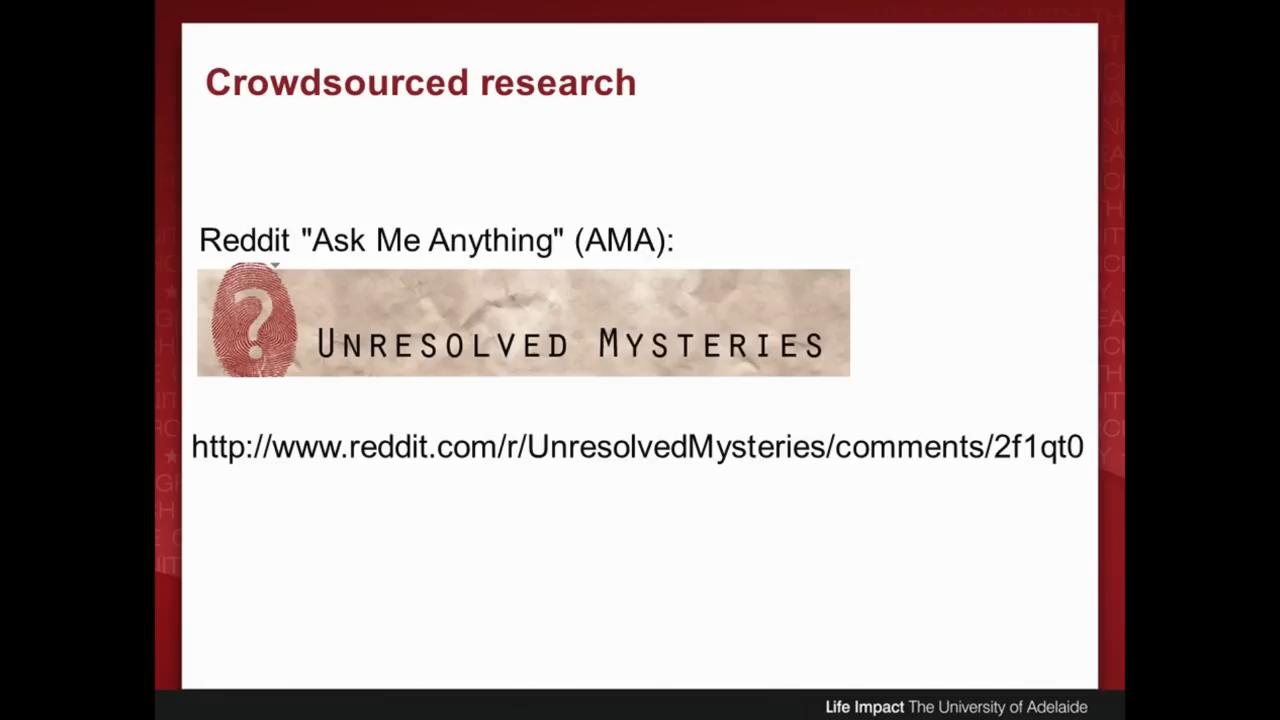 Crowdsourced research
Reddit "Ask Me Anything" (AMA):
?
UNRESOLVED MYSTERIES
http://www.reddit.com/r/UnresolvedMysteries/comments/2f1qt0
Life Impact The University of Adelaide